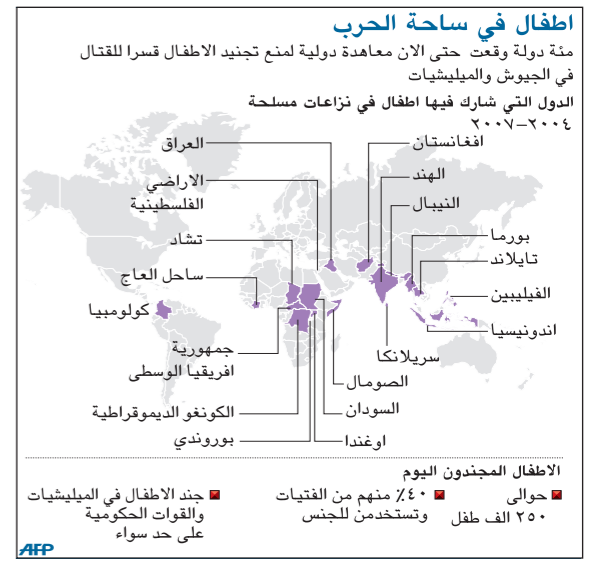 اطفال في ساحة الحرب
مئة دولة وقعت حتى الان معاهدة دولية لمنع تجنيد الاطفال قسرا للقتال
في الجيوش والميليشيات
الدول التي شارك فيها اطفال في نزاعات مسلحة
٢٠٠٤-٢٠٠٧
افغانستان
العراق
الهند
الاراضي
الفلسطينية
النيبال
بورما
تشاد
تايلاند
ساحل العاج
الفيليبين
كولومبيا
اندونيسيا
سريلانكا
جمهورية
افريقيا الوسطى
الصومال
السودان
الكونغو الديموقراطية
اوغندا
بوروندي
الاطفال المجندون اليوم
حوالى
٢٥٠ الف طفل
٤٠٪ منهم من الفتيات
وتستخدمن للجنس
جند الاطفال في الميليشيات
والقوات الحكومية
على حد سواء
AFP